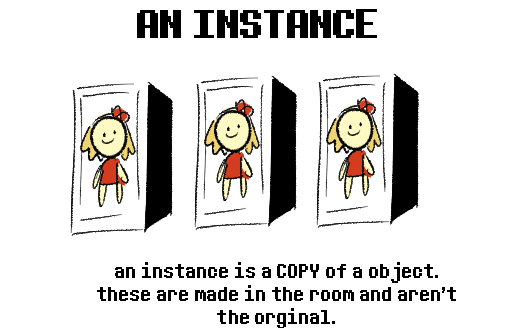 AN INSTANCE
an instance is a COPY of a object.
these are made in the room and aren't
the orginal.